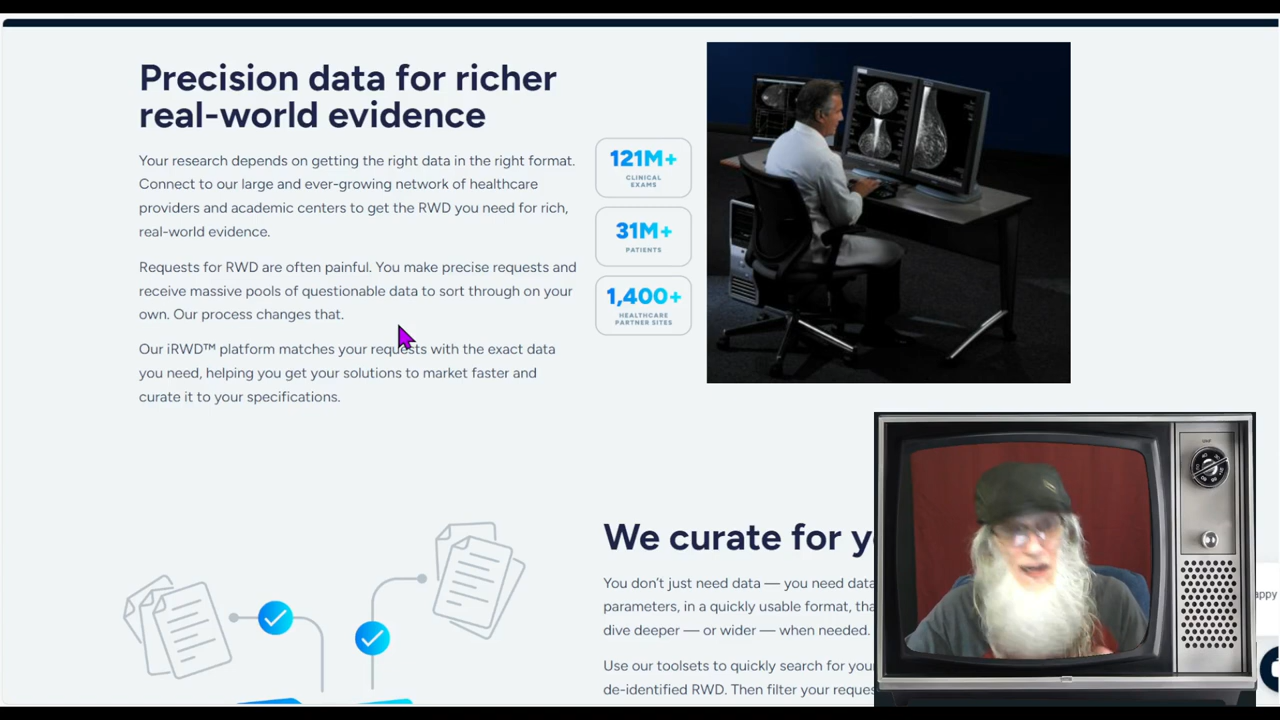 Precision data for richer
real-world evidence
Your research depends on getting the right data in the right format.
Connect to our large and ever-growing network of healthcare
providers and academic centers to get the RWD you need for rich,
real-world evidence.
Requests for RWD are often painful. You make precise requests and
receive massive pools of questionable data to sort through on your
own. Our process changes that.
Our iRWD™ platform matches your requests with the exact data
you need, helping you get your solutions to market faster and
curate it to your specifications.
121M+
CLINICAL
EXAMS
31M+
PATIENTS
1,400+
HEALTHCARE
PARTNER SITES
We curate for y
You don't just need data — you need data
parameters, in a quickly usable format, tha
dive deeper — or wider — when needed.
Use our toolsets to quickly search for your
de-identified RWD. Then filter your reques
appy